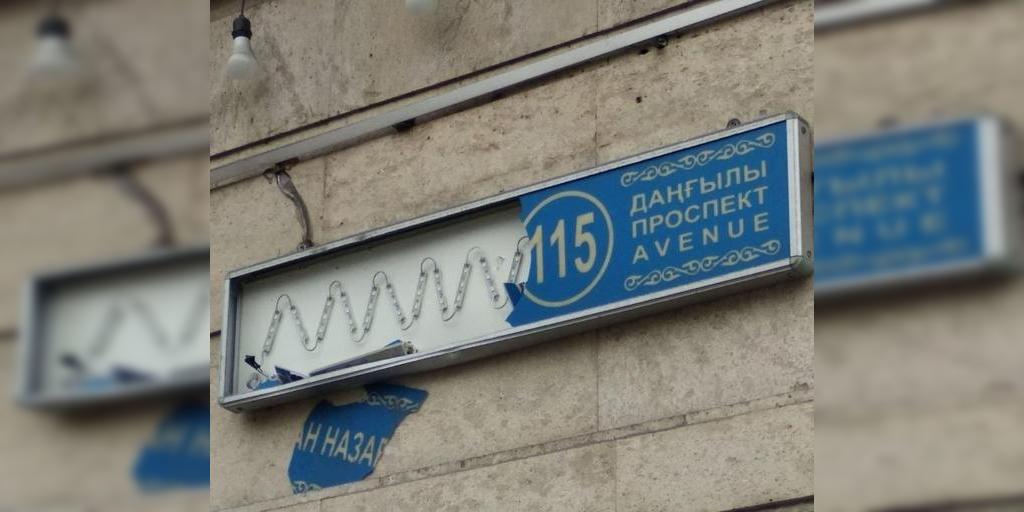 115
ДАҢҒЫЛЫ
ПРОСПЕКТ
AVENUE
АН НАЗАР